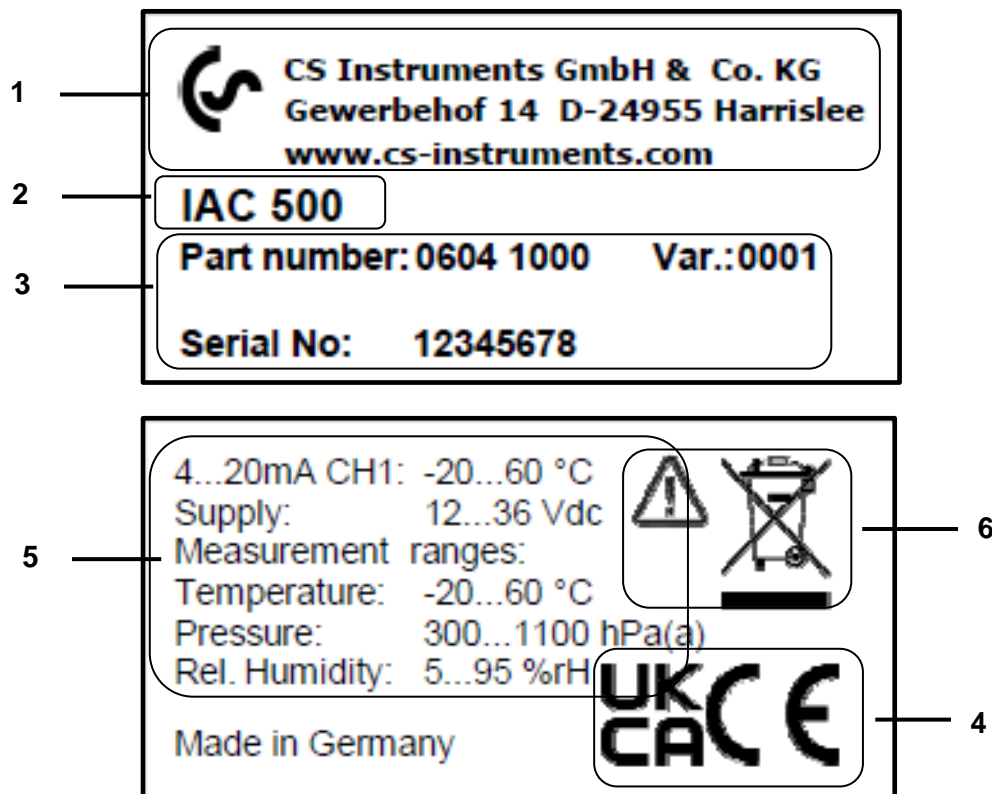 1
CS Instruments GmbH & Co. KG
Gewerbehof 14 D-24955 Harrislee
www.cs-instruments.com
2
IAC 500
3
Part number: 0604 1000 Var.:0001
Serial No: 12345678
5
4...20mA CH1: -20...60 °C
Supply: 12...36 Vdc
Measurement ranges:
Temperature: -20...60 °C
Pressure: 300...1100 hPa(a)
Rel. Humidity: 5...95 %rH
Made in Germany
6
UK
CA CE
4